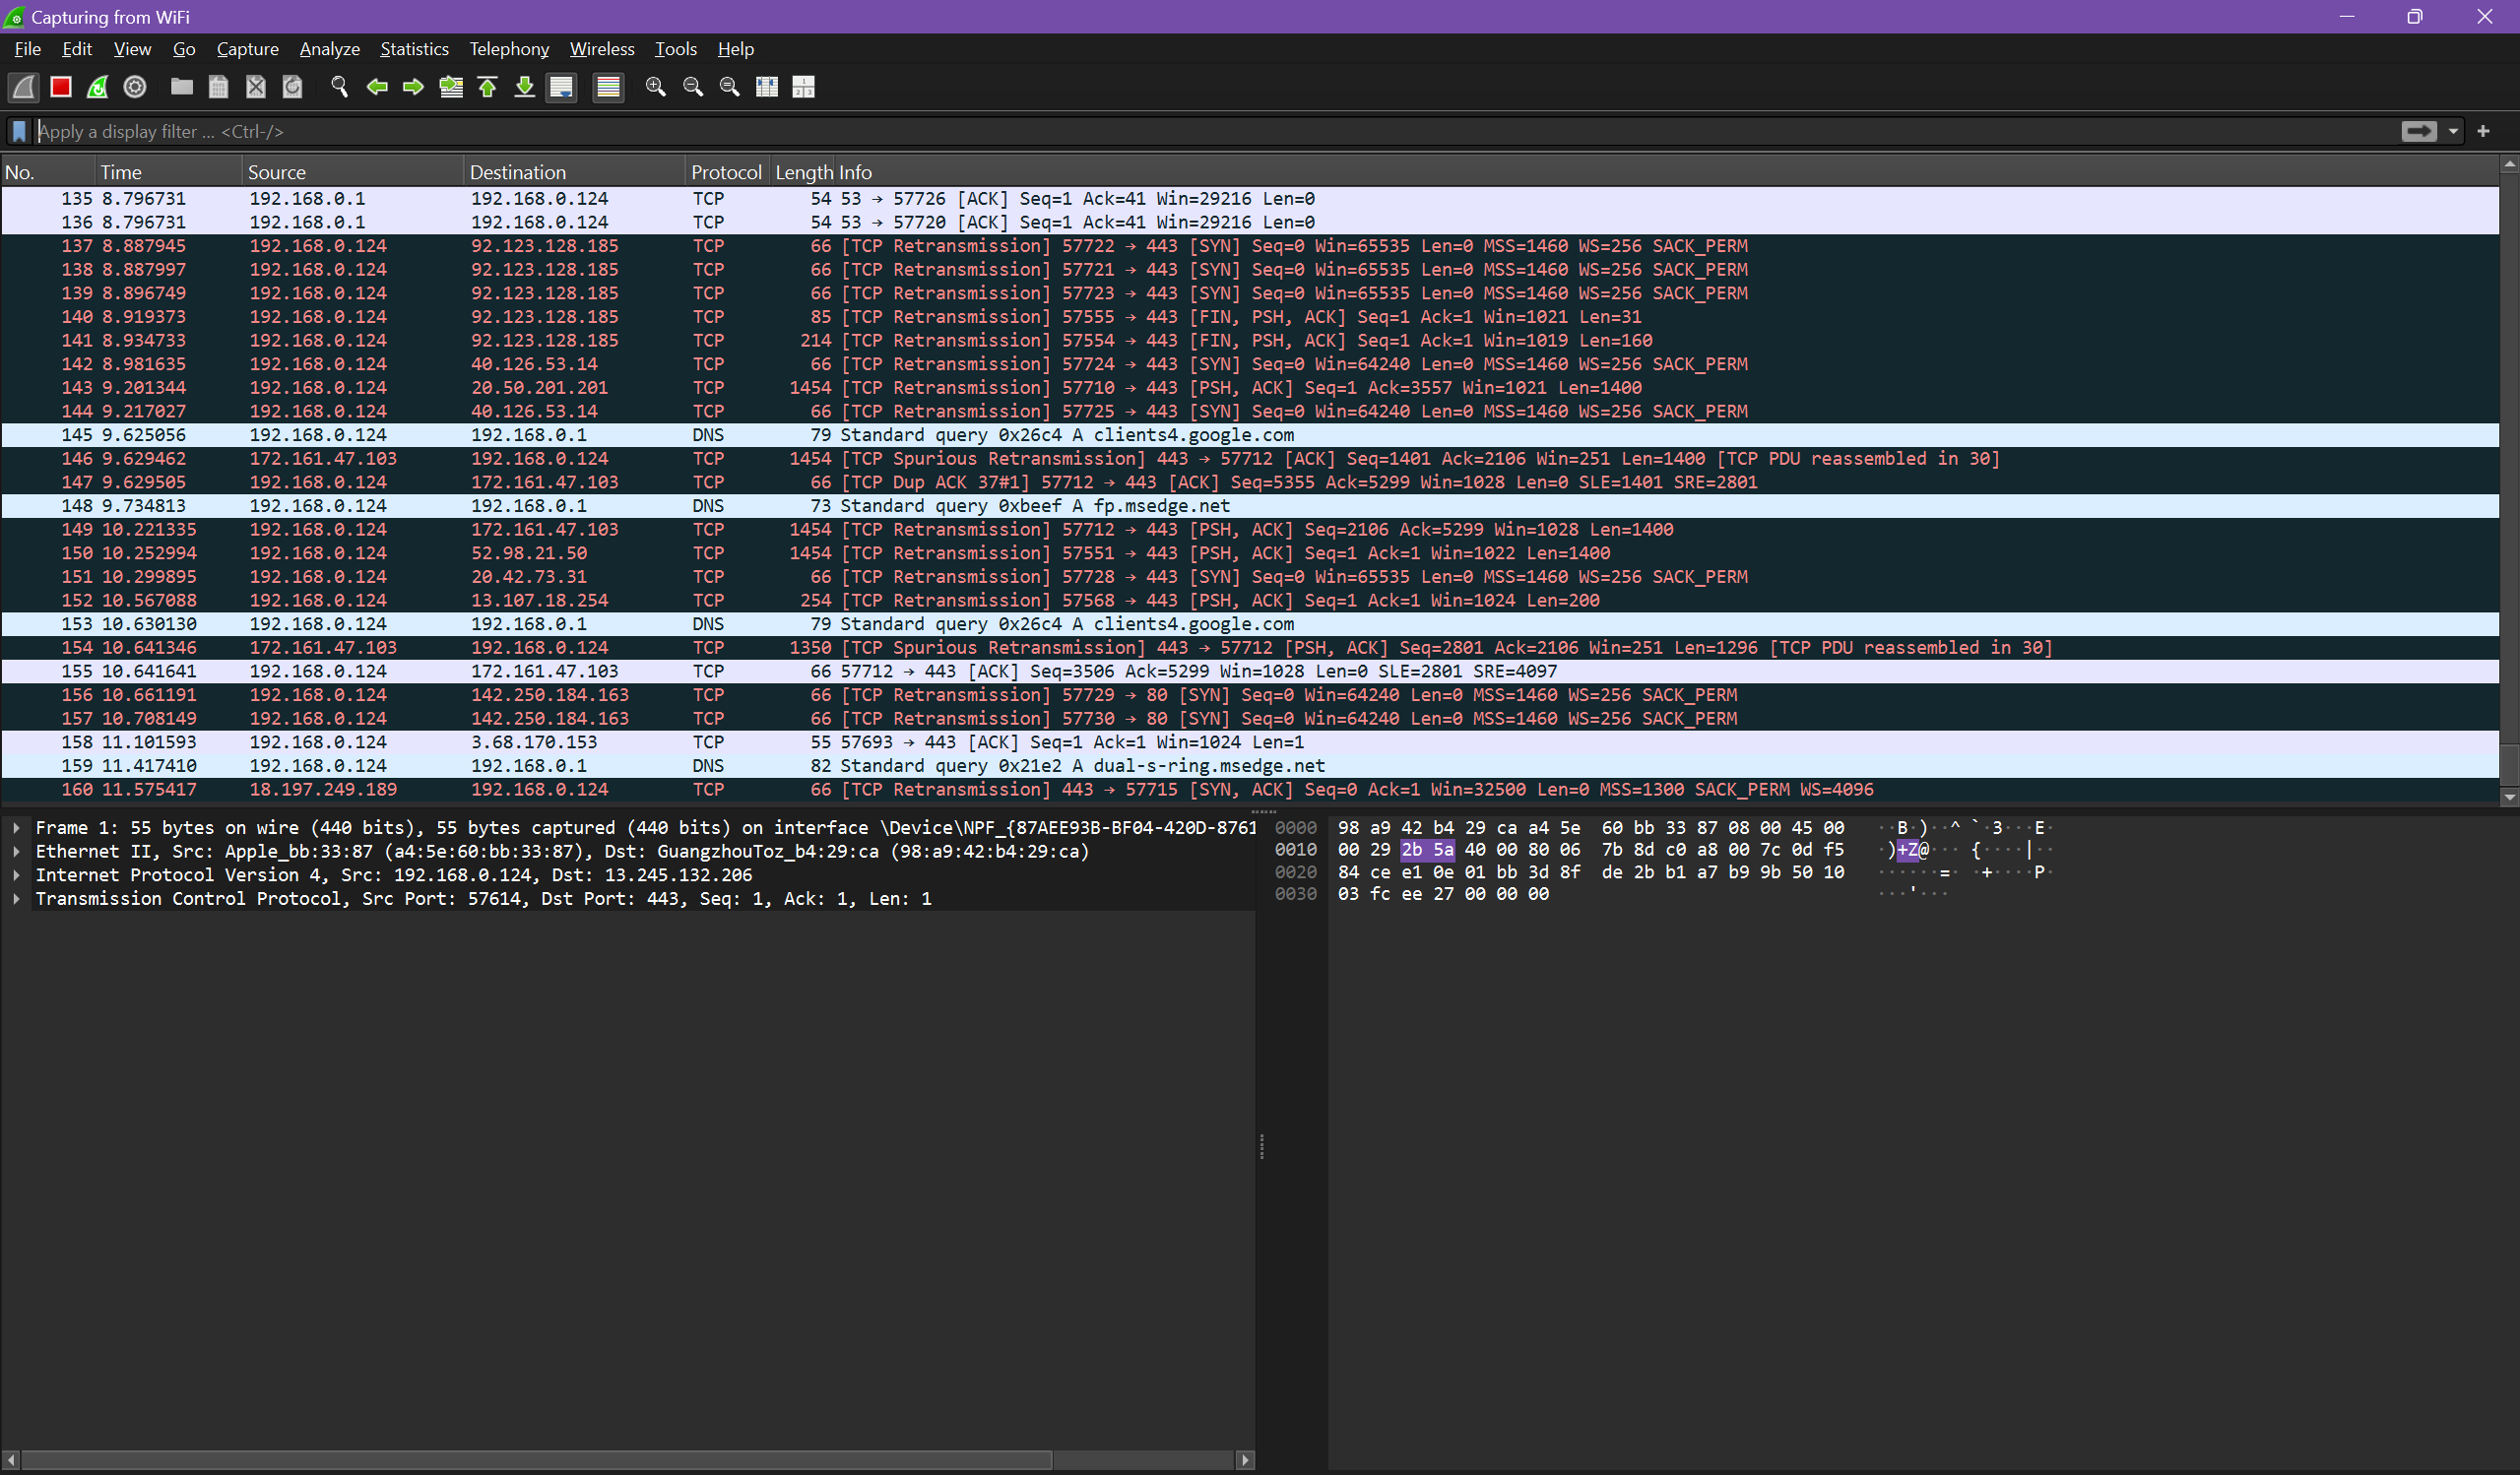 Capturing from WiFi
File Edit View Go Capture Analyze Statistics Telephony Wireless Tools Help
Apply a display filter ... <Ctrl-/>
No. Time Source Destination Protocol Length Info
135 8.796731 192.168.0.1 192.168.0.124 TCP 54 53 → 57726 [ACK] Seq=1 Ack=41 Win=29216 Len=0
136 8.796731 192.168.0.1 192.168.0.124 TCP 54 53 → 57720 [ACK] Seq=1 Ack=41 Win=29216 Len=0
137 8.887945 192.168.0.124 92.123.128.185 TCP 66 [TCP Retransmission] 57722 → 443 [SYN] Seq=0 Win=65535 Len=0 MSS=1460 WS=256 SACK_PERM
138 8.887997 192.168.0.124 92.123.128.185 TCP 66 [TCP Retransmission] 57721 → 443 [SYN] Seq=0 Win=65535 Len=0 MSS=1460 WS=256 SACK_PERM
139 8.896749 192.168.0.124 92.123.128.185 TCP 66 [TCP Retransmission] 57723 → 443 [SYN] Seq=0 Win=65535 Len=0 MSS=1460 WS=256 SACK_PERM
140 8.919373 192.168.0.124 92.123.128.185 TCP 85 [TCP Retransmission] 57555 → 443 [FIN, PSH, ACK] Seq=1 Ack=1 Win=1021 Len=31
141 8.934733 192.168.0.124 92.123.128.185 TCP 214 [TCP Retransmission] 57554 → 443 [FIN, PSH, ACK] Seq=1 Ack=1 Win=1019 Len=160
142 8.981635 192.168.0.124 40.126.53.14 TCP 66 [TCP Retransmission] 57724 → 443 [SYN] Seq=0 Win=64240 Len=0 MSS=1460 WS=256 SACK_PERM
143 9.201344 192.168.0.124 20.50.201.201 TCP 1454 [TCP Retransmission] 57710 → 443 [PSH, ACK] Seq=1 Ack=3557 Win=1021 Len=1400
144 9.217027 192.168.0.124 40.126.53.14 TCP 66 [TCP Retransmission] 57725 → 443 [SYN] Seq=0 Win=64240 Len=0 MSS=1460 WS=256 SACK_PERM
145 9.625056 192.168.0.124 192.168.0.1 DNS 79 Standard query 0x26c4 A clients4.google.com
146 9.629462 172.161.47.103 192.168.0.124 TCP 1454 [TCP Spurious Retransmission] 443 → 57712 [ACK] Seq=1401 Ack=2106 Win=251 Len=1400 [TCP PDU reassembled in 30]
147 9.629505 192.168.0.124 172.161.47.103 TCP 66 [TCP Dup ACK 37#1] 57712 → 443 [ACK] Seq=5355 Ack=5299 Win=1028 Len=0 SLE=1401 SRE=2801
148 9.734813 192.168.0.124 192.168.0.1 DNS 73 Standard query 0xbeef A fp.msedge.net
149 10.221335 192.168.0.124 172.161.47.103 TCP 1454 [TCP Retransmission] 57712 → 443 [PSH, ACK] Seq=2106 Ack=5299 Win=1028 Len=1400
150 10.252994 192.168.0.124 52.98.21.50 TCP 1454 [TCP Retransmission] 57551 → 443 [PSH, ACK] Seq=1 Ack=1 Win=1022 Len=1400
151 10.299895 192.168.0.124 20.42.73.31 TCP 66 [TCP Retransmission] 57728 → 443 [SYN] Seq=0 Win=65535 Len=0 MSS=1460 WS=256 SACK_PERM
152 10.567088 192.168.0.124 13.107.18.254 TCP 254 [TCP Retransmission] 57568 → 443 [PSH, ACK] Seq=1 Ack=1 Win=1024 Len=200
153 10.630130 192.168.0.124 192.168.0.1 DNS 79 Standard query 0x26c4 A clients4.google.com
154 10.641346 172.161.47.103 192.168.0.124 TCP 1350 [TCP Spurious Retransmission] 443 → 57712 [PSH, ACK] Seq=2801 Ack=2106 Win=251 Len=1296 [TCP PDU reassembled in 30]
155 10.641641 192.168.0.124 172.161.47.103 TCP 66 57712 → 443 [ACK] Seq=3506 Ack=5299 Win=1028 Len=0 SLE=2801 SRE=4097
156 10.661191 192.168.0.124 142.250.184.163 TCP 66 [TCP Retransmission] 57729 → 80 [SYN] Seq=0 Win=64240 Len=0 MSS=1460 WS=256 SACK_PERM
157 10.708149 192.168.0.124 142.250.184.163 TCP 66 [TCP Retransmission] 57730 → 80 [SYN] Seq=0 Win=64240 Len=0 MSS=1460 WS=256 SACK_PERM
158 11.101593 192.168.0.124 3.68.170.153 TCP 55 57693 → 443 [ACK] Seq=1 Ack=1 Win=1024 Len=1
159 11.417410 192.168.0.124 192.168.0.1 DNS 82 Standard query 0x21e2 A dual-s-ring.msedge.net
160 11.575417 18.197.249.189 192.168.0.124 TCP 66 [TCP Retransmission] 443 → 57715 [SYN, ACK] Seq=0 Ack=1 Win=32500 Len=0 MSS=1300 SACK_PERM WS=4096
Frame 1: 55 bytes on wire (440 bits), 55 bytes captured (440 bits) on interface \Device\NPF_{87AEE93B-BF04-420D-8761
Ethernet II, Src: Apple_bb:33:87 (a4:5e:60:bb:33:87), Dst: GuangzhouToz_b4:29:ca (98:a9:42:b4:29:ca)
Internet Protocol Version 4, Src: 192.168.0.124, Dst: 13.245.132.206
Transmission Control Protocol, Src Port: 57614, Dst Port: 443, Seq: 1, Ack: 1, Len: 1
0000 98 a9 42 b4 29 ca a4 5e 60 bb 33 87 08 00 45 00 ··B·)··^ `·3···E·
0010 00 29 2b 5a 40 00 80 06 7b 8d c0 a8 00 7c 0d f5 ·)+Z@··· {····|··
0020 84 ce e1 0e 01 bb 3d 8f de 2b b1 a7 b9 9b 50 10 ······=· ·+····P·
0030 03 fc ee 27 00 00 00 ···'···